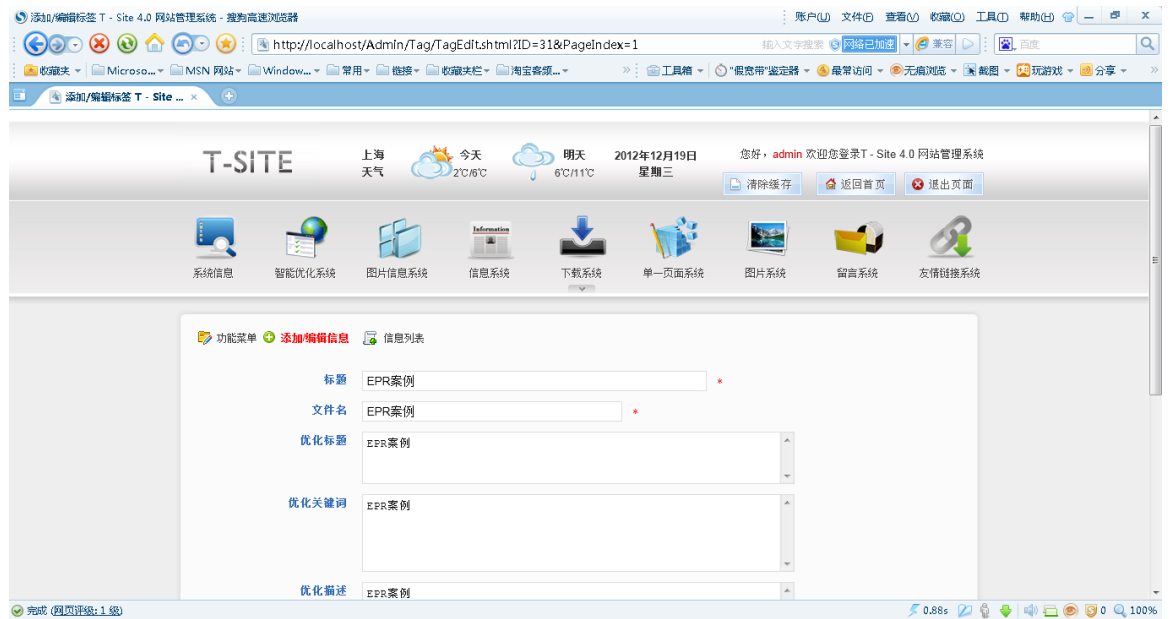 添加/编辑标签 T - Site 4.0 网站管理系统 - 搜狗高速浏览器
账户(U) 文件(F) 查看(V) 收藏(O) 工具(T) 帮助(H)
http://localhost/Admin/Tag/TagEdit.shtml?ID=31&PageIndex=1
输入文字搜索 网络已加速 兼容 百度
收藏夹 Microso... MSN 网站 Window... 常用 链接 收藏夹栏 淘宝客频... » 工具箱 "假宽带"鉴定器 最常访问 无痕浏览 截图 玩游戏 分享 »
添加/编辑标签 T - Site ... ×
T-SITE
上海 天气
今天 2℃/6℃
明天 6℃/11℃
2012年12月19日 星期三
您好，admin 欢迎您登录T - Site 4.0 网站管理系统
清除缓存 返回首页 退出页面
系统信息 智能优化系统 图片信息系统 信息系统 下载系统 单一页面系统 图片系统 留言系统 友情链接系统
Information
功能菜单 添加/编辑信息 信息列表
标题 EPR案例 *
文件名 EPR案例 *
优化标题 EPR案例
优化关键词 EPR案例
优化描述 EPR案例
完成 (网页评级: 1 级)
0.88s 0 100%